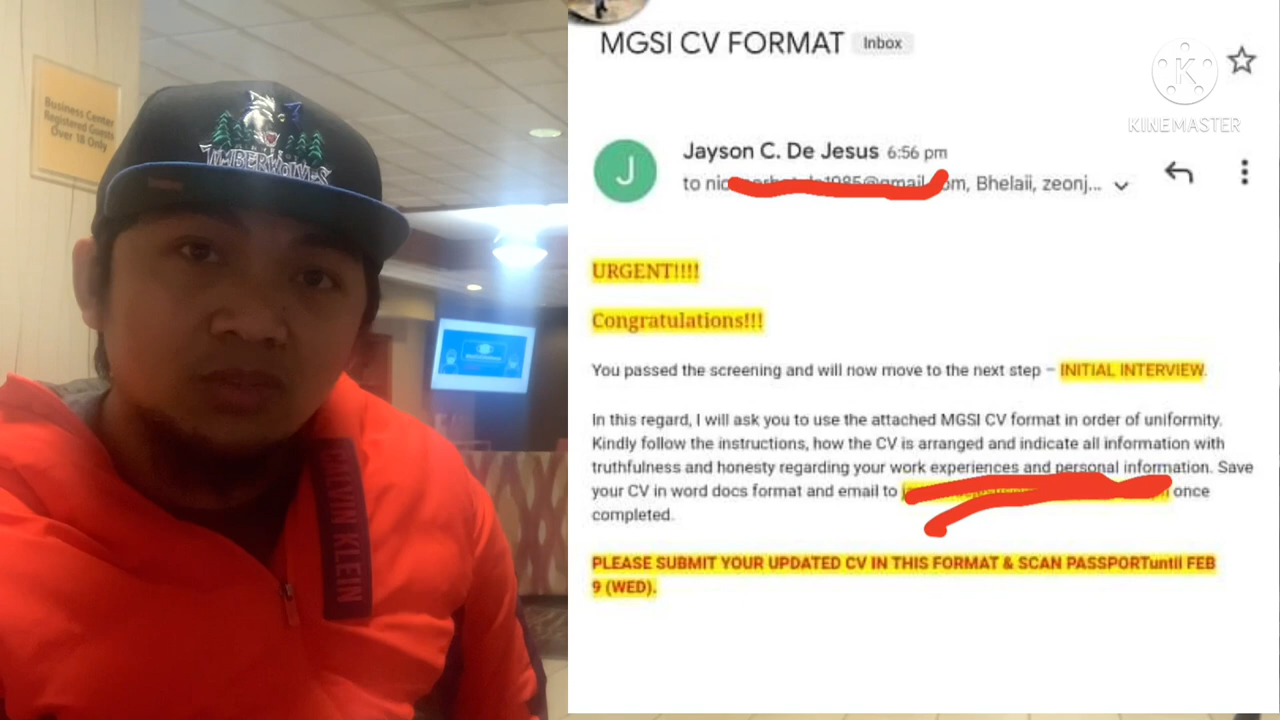 Business Center
Registered Guests
Over 18 Only
TIMBERWOLVES
CALVIN KLEIN
MGSI CV FORMAT Inbox
KINEMASTER
J
Jayson C. De Jesus 6:56 pm
to nic om, Bhelaii, zeonj...
URGENT!!!!
Congratulations!!!
You passed the screening and will now move to the next step – INITIAL INTERVIEW.
In this regard, I will ask you to use the attached MGSI CV format in order of uniformity.
Kindly follow the instructions, how the CV is arranged and indicate all information with
truthfulness and honesty regarding your work experiences and personal information. Save
your CV in word docs format and email to once
completed.
PLEASE SUBMIT YOUR UPDATED CV IN THIS FORMAT & SCAN PASSPORTuntil FEB
9 (WED).